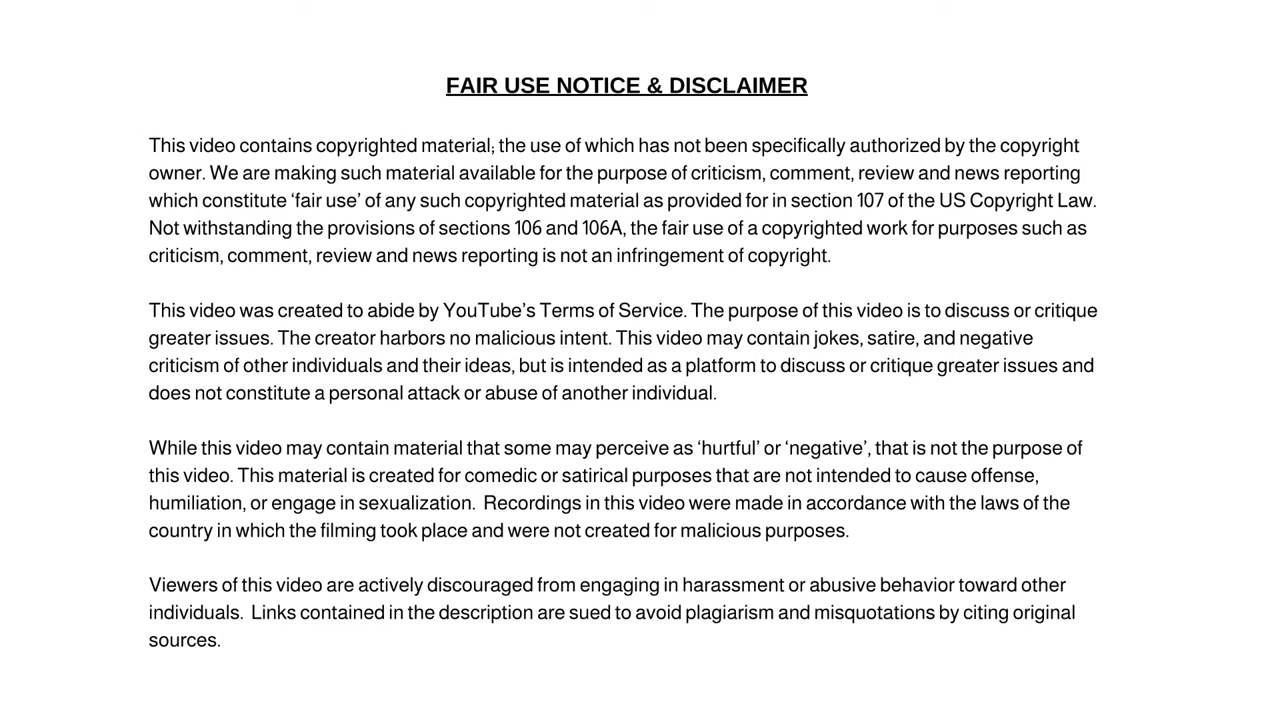 FAIR USE NOTICE & DISCLAIMER
This video contains copyrighted material; the use of which has not been specifically authorized by the copyright
owner. We are making such material available for the purpose of criticism, comment, review and news reporting
which constitute ‘fair use’ of any such copyrighted material as provided for in section 107 of the US Copyright Law.
Not withstanding the provisions of sections 106 and 106A, the fair use of a copyrighted work for purposes such as
criticism, comment, review and news reporting is not an infringement of copyright.
This video was created to abide by YouTube’s Terms of Service. The purpose of this video is to discuss or critique
greater issues. The creator harbors no malicious intent. This video may contain jokes, satire, and negative
criticism of other individuals and their ideas, but is intended as a platform to discuss or critique greater issues and
does not constitute a personal attack or abuse of another individual.
While this video may contain material that some may perceive as ‘hurtful’ or ‘negative’, that is not the purpose of
this video. This material is created for comedic or satirical purposes that are not intended to cause offense,
humiliation, or engage in sexualization.  Recordings in this video were made in accordance with the laws of the
country in which the filming took place and were not created for malicious purposes.
Viewers of this video are actively discouraged from engaging in harassment or abusive behavior toward other
individuals.  Links contained in the description are sued to avoid plagiarism and misquotations by citing original
sources.